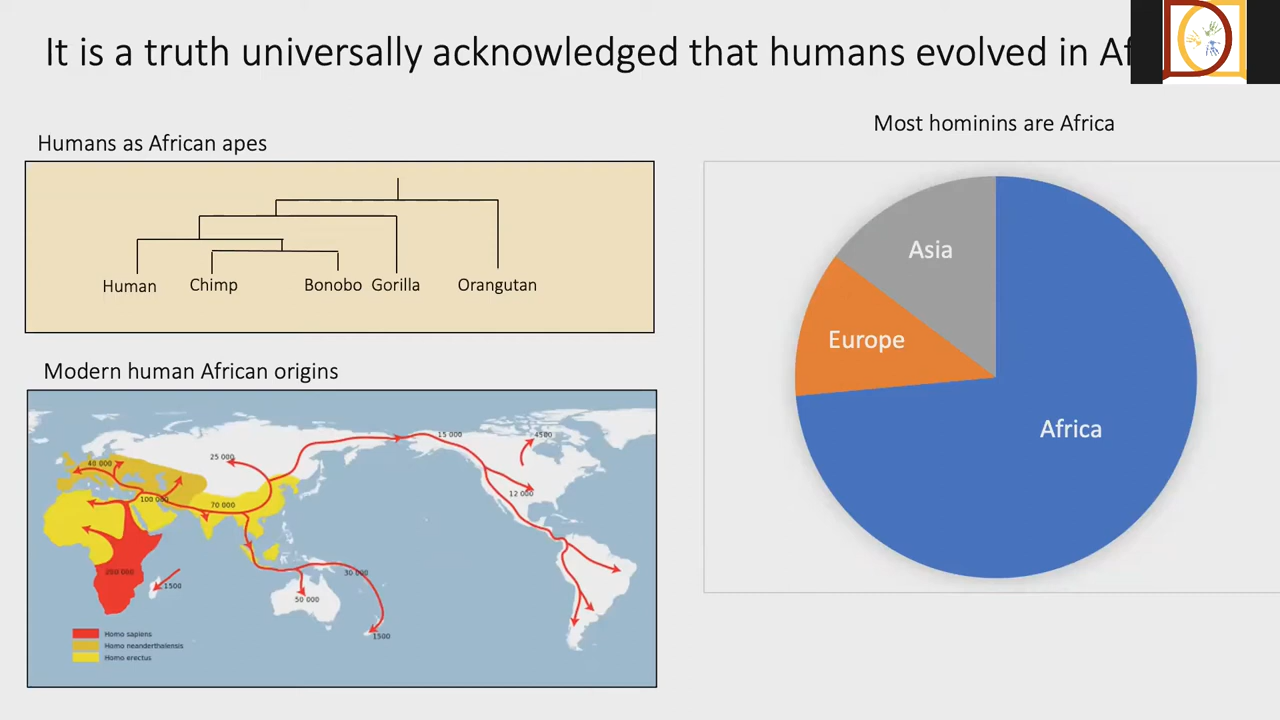 It is a truth universally acknowledged that humans evolved in Af
Humans as African apes
Human Chimp Bonobo Gorilla Orangutan
Modern human African origins
40 000
25 000
15 000
4500
100 000
70 000
12 000
200 000
1500
30 000
50 000
1500
Homo sapiens
Homo neanderthalensis
Homo erectus
Most hominins are Africa
Asia
Europe
Africa